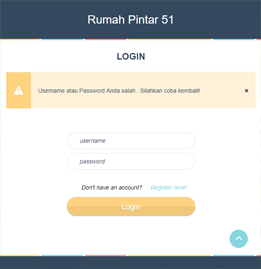 Rumah Pintar 51
LOGIN
Username atau Password Anda salah. Silahkan coba kembali!
username
password
Don't have an account? Register here!
Login